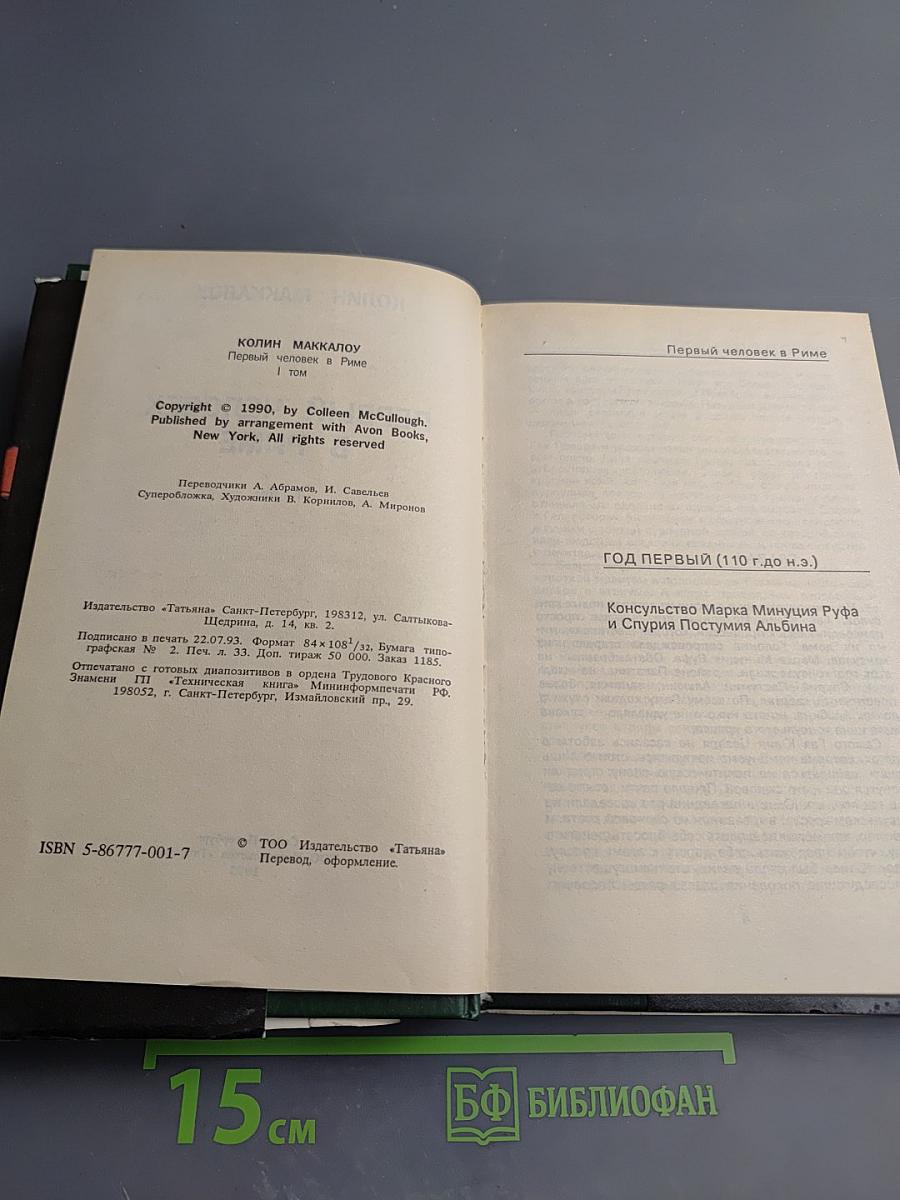 КОЛИН МАККАЛОУ
Первый человек в Риме
I том
Copyright © 1990, by Colleen McCullough.
Published by arrangement with Avon Books,
New York, All rights reserved
Переводчики А. Абрамов, И. Савельев
Суперобложка, Художники В. Корнилов, А. Миронов
Издательство «Татьяна» Санкт-Петербург, 198312, ул. Салтыкова-
Щедрина, д. 14, кв. 2.
Подписано в печать 22.07.93. Формат 84×108¹/₃₂, Бумага типо-
графская № 2. Печ. л. 33. Доп. тираж 50 000. Заказ 1185.
Отпечатано с готовых диапозитивов в ордена Трудового Красного
Знамени ГП «Техническая книга» Мининформпечати РФ.
198052, г. Санкт-Петербург, Измайловский пр., 29.
ISBN 5-86777-001-7
© ТОО Издательство «Татьяна»
Перевод, оформление.
Первый человек в Риме
ГОД ПЕРВЫЙ (110 г.до н.э.)
Консульство Марка Минуция Руфа
и Спурия Постумия Альбина
15 см
БФ БИБЛИОФАН